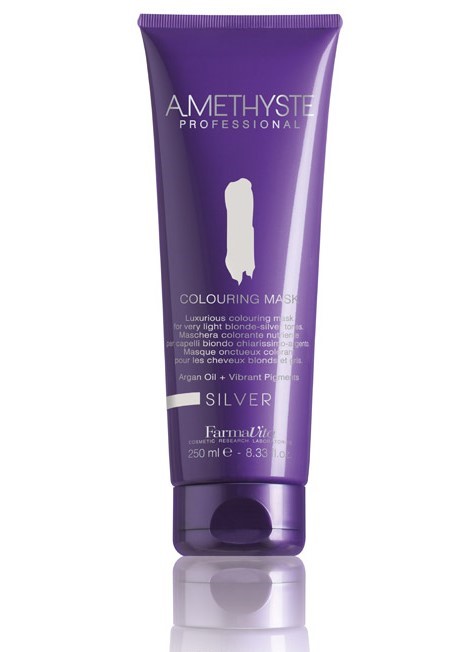 AMETHYSTE
PROFESSIONAL
COLOURING MASK
Luxurious colouring mask
for very light blonde-silver tones.
Maschera colorante nutriente
per capelli biondo chiarissimo-argento.
Masque onctueux colorant
pour les cheveux blonds et gris.
Argan Oil + Vibrant Pigments
SILVER
FarmaVita
COSMETIC RESEARCH LABORATORIES
250 ml e - 8.33 fl.oz